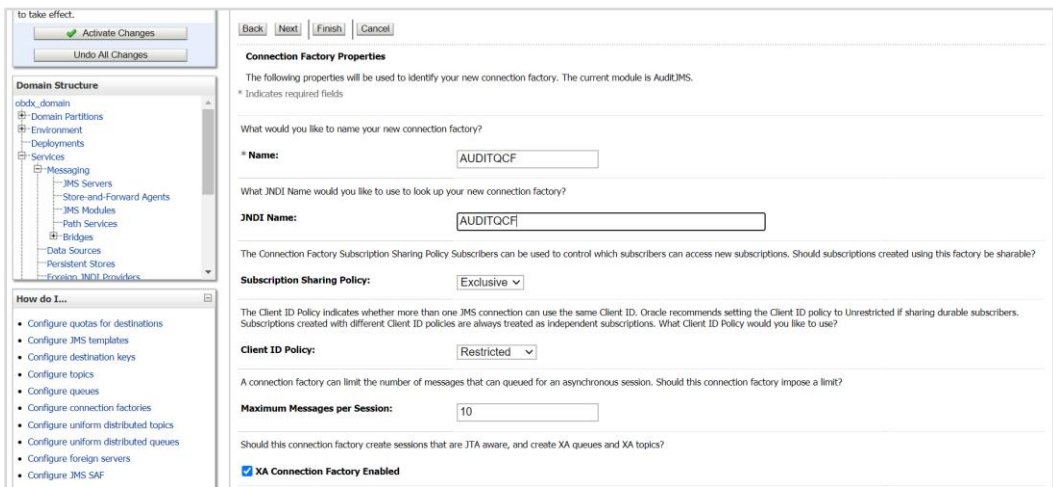 to take effect.
Activate Changes
Undo All Changes
Domain Structure
obdx_domain
Domain Partitions
Environment
Deployments
Services
Messaging
JMS Servers
Store-and-Forward Agents
JMS Modules
Path Services
Bridges
Data Sources
Persistent Stores
Foreign JNDI Providers
How do I...
Configure quotas for destinations
Configure JMS templates
Configure destination keys
Configure topics
Configure queues
Configure connection factories
Configure uniform distributed topics
Configure uniform distributed queues
Configure foreign servers
Configure JMS SAF
Back Next Finish Cancel
Connection Factory Properties
The following properties will be used to identify your new connection factory. The current module is AuditJMS.
* Indicates required fields
What would you like to name your new connection factory?
* Name: AUDITQCF
What JNDI Name would you like to use to look up your new connection factory?
JNDI Name: AUDITQCF
The Connection Factory Subscription Sharing Policy Subscribers can be used to control which subscribers can access new subscriptions. Should subscriptions created using this factory be sharable?
Subscription Sharing Policy: Exclusive
The Client ID Policy indicates whether more than one JMS connection can use the same Client ID. Oracle recommends setting the Client ID policy to Unrestricted if sharing durable subscribers.
Subscriptions created with different Client ID policies are always treated as independent subscriptions. What Client ID Policy would you like to use?
Client ID Policy: Restricted
A connection factory can limit the number of messages that can queued for an asynchronous session. Should this connection factory impose a limit?
Maximum Messages per Session: 10
Should this connection factory create sessions that are JTA aware, and create XA queues and XA topics?
XA Connection Factory Enabled